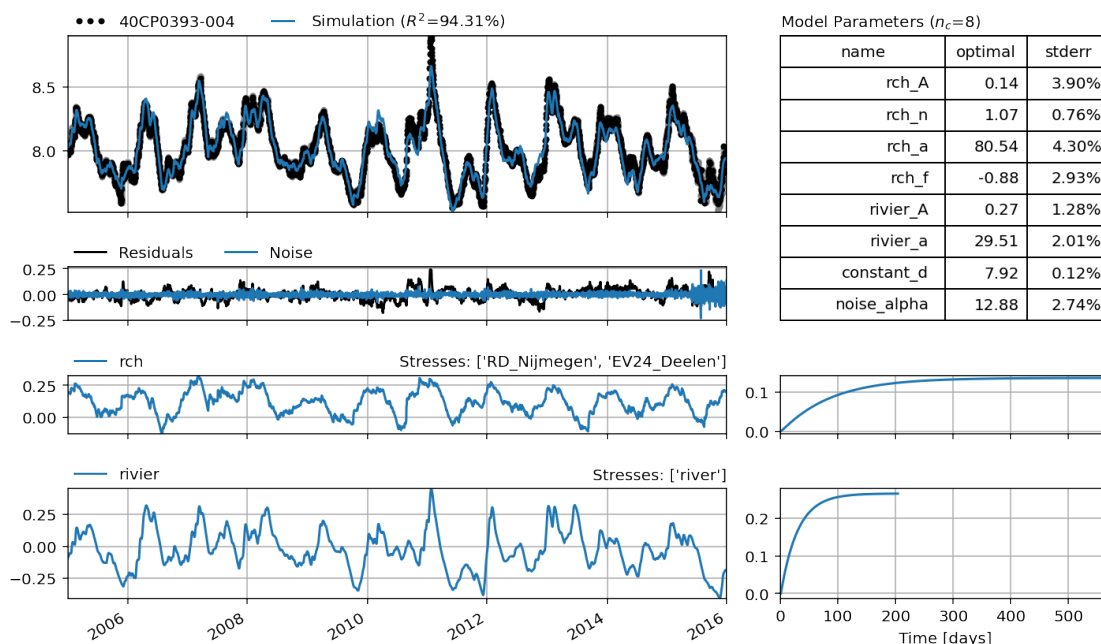 40CP0393-004 Simulation (R²=94.31%)
8.5
8.0
Residuals Noise
0.25
0.00
−0.25
rch Stresses: ['RD_Nijmegen', 'EV24_Deelen']
0.25
0.00
rivier Stresses: ['river']
0.25
0.00
−0.25
2006 2008 2010 2012 2014 2016
Model Parameters (n_c=8)
name optimal stderr
rch_A 0.14 3.90%
rch_n 1.07 0.76%
rch_a 80.54 4.30%
rch_f -0.88 2.93%
rivier_A 0.27 1.28%
rivier_a 29.51 2.01%
constant_d 7.92 0.12%
noise_alpha 12.88 2.74%
0.1
0.0
0.2
0.1
0.0
0 100 200 300 400 500
Time [days]